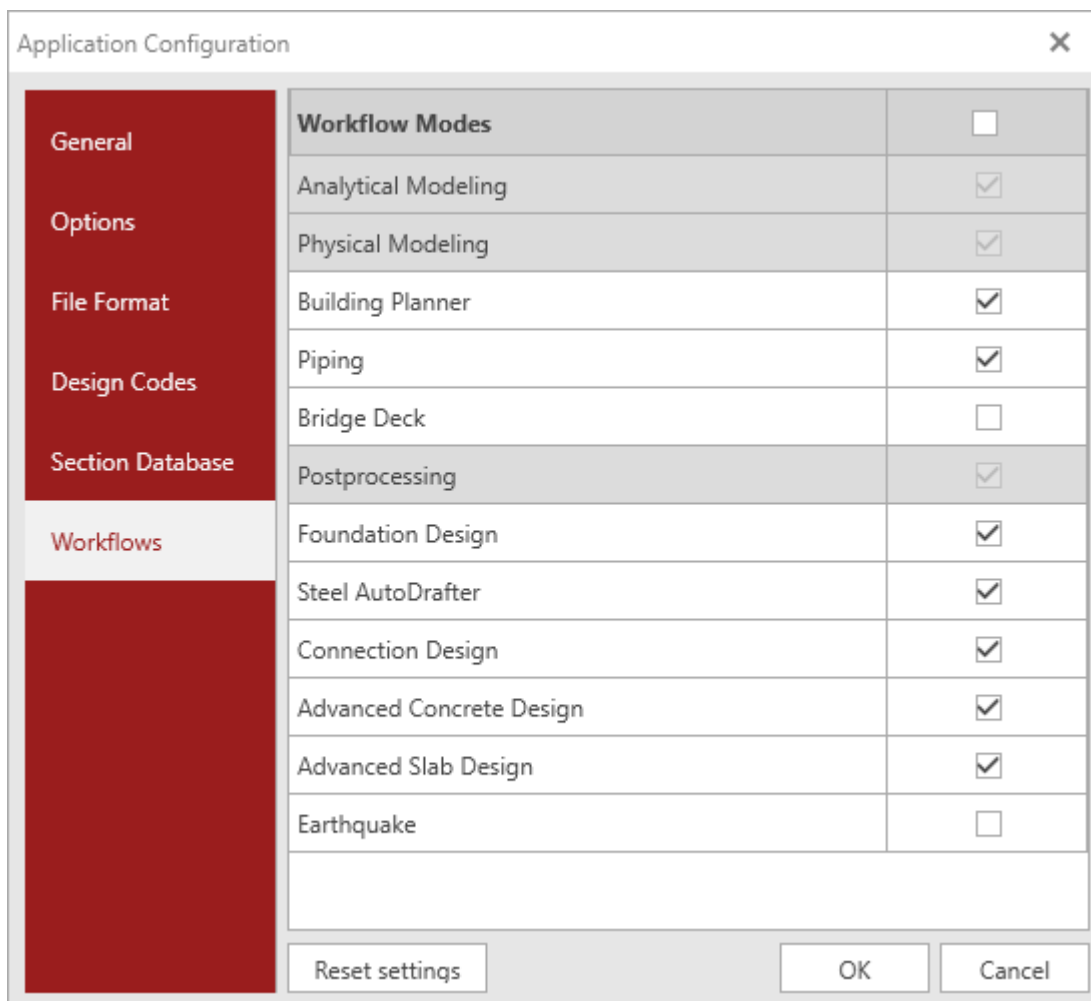 Application Configuration
General
Options
File Format
Design Codes
Section Database
Workflows
Workflow Modes
Analytical Modeling
Physical Modeling
Building Planner
Piping
Bridge Deck
Postprocessing
Foundation Design
Steel AutoDrafter
Connection Design
Advanced Concrete Design
Advanced Slab Design
Earthquake
Reset settings
OK
Cancel